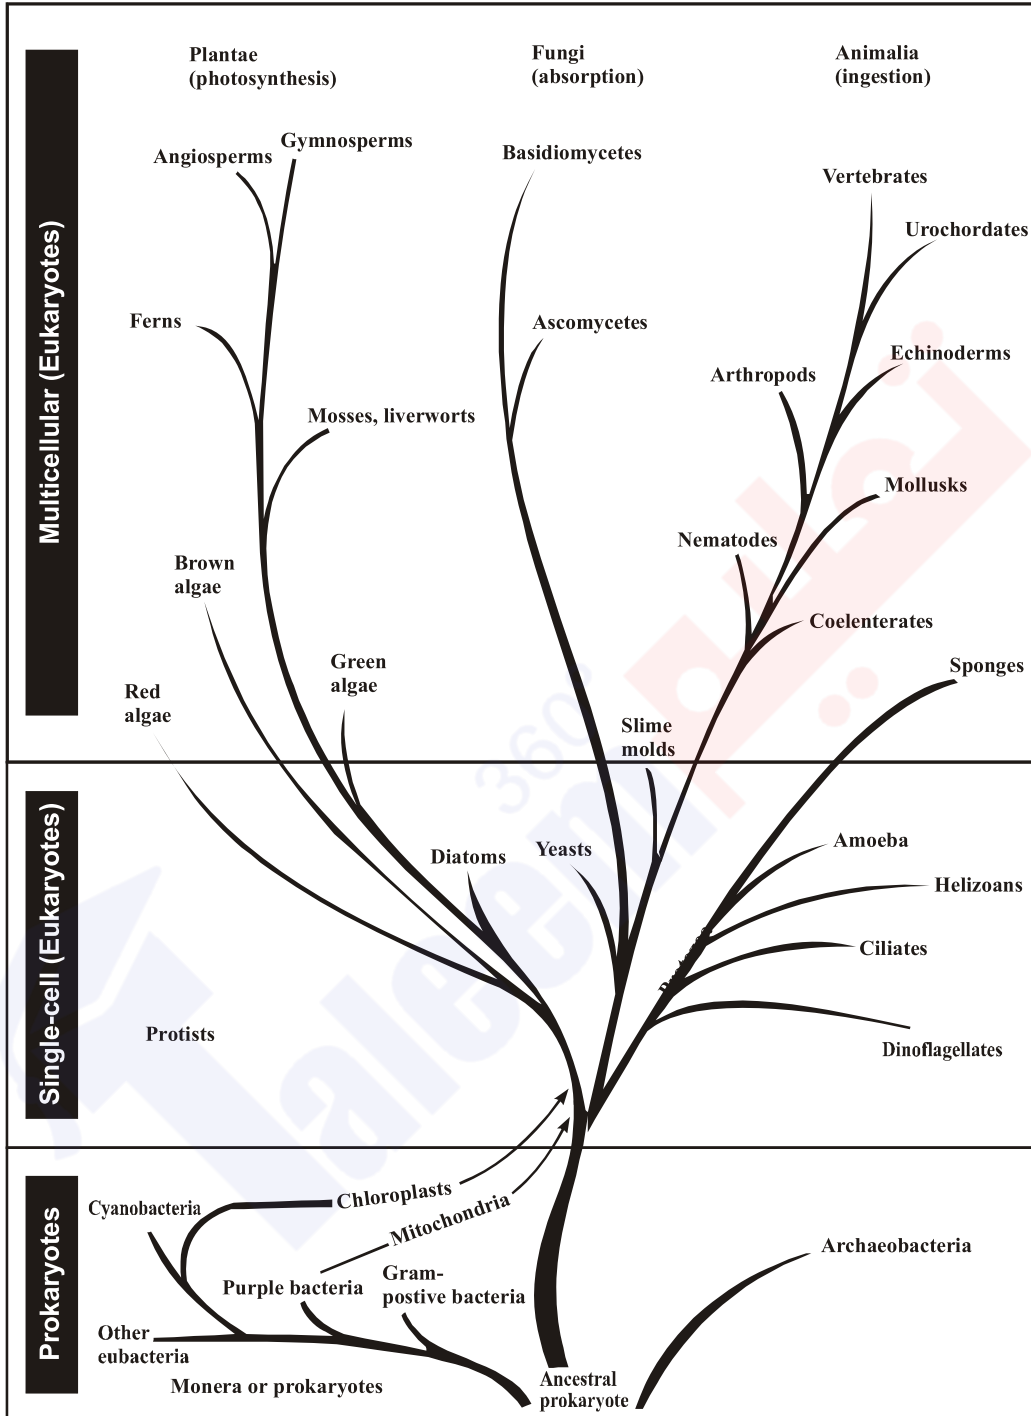 Plantae
(photosynthesis)
Fungi
(absorption)
Animalia
(ingestion)
Multicellular (Eukaryotes)
Angiosperms
Gymnosperms
Basidiomycetes
Vertebrates
Urochordates
Ferns
Ascomycetes
Echinoderms
Arthropods
Mosses, liverworts
Mollusks
Nematodes
Brown
algae
Coelenterates
Green
algae
Sponges
Red
algae
Slime
molds
360°
تعلیم
Taleem
Single-cell (Eukaryotes)
Diatoms
Yeasts
Amoeba
Helizoans
Ciliates
Protists
Dinoflagellates
Prokaryotes
Cyanobacteria
Chloroplasts
Mitochondria
Archaeobacteria
Purple bacteria
Gram-
postive bacteria
Other
eubacteria
Monera or prokaryotes
Ancestral
prokaryote